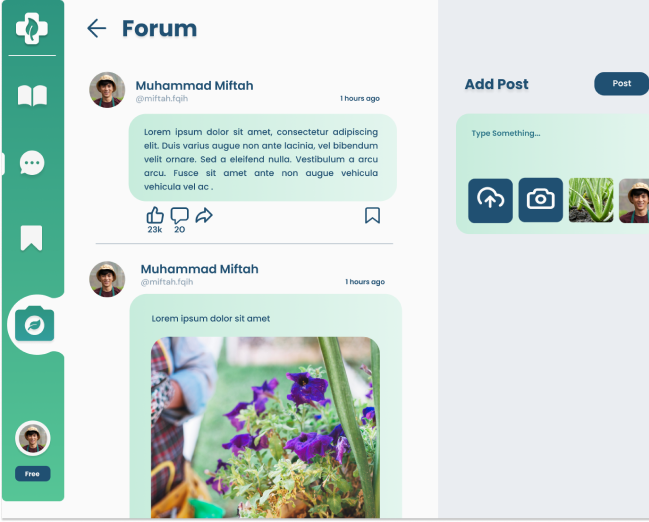 Forum
Muhammad Miftah
@miftah.fqih
1 hours ago
Lorem ipsum dolor sit amet, consectetur adipiscing
elit. Duis varius augue non ante lacinia, vel bibendum
velit ornare. Sed a eleifend nulla. Vestibulum a arcu
arcu. Fusce sit amet ante non augue vehicula
vehicula vel ac .
23k
20
Muhammad Miftah
@miftah.fqih
1 hours ago
Lorem ipsum dolor sit amet
Free
Add Post
Post
Type Something...